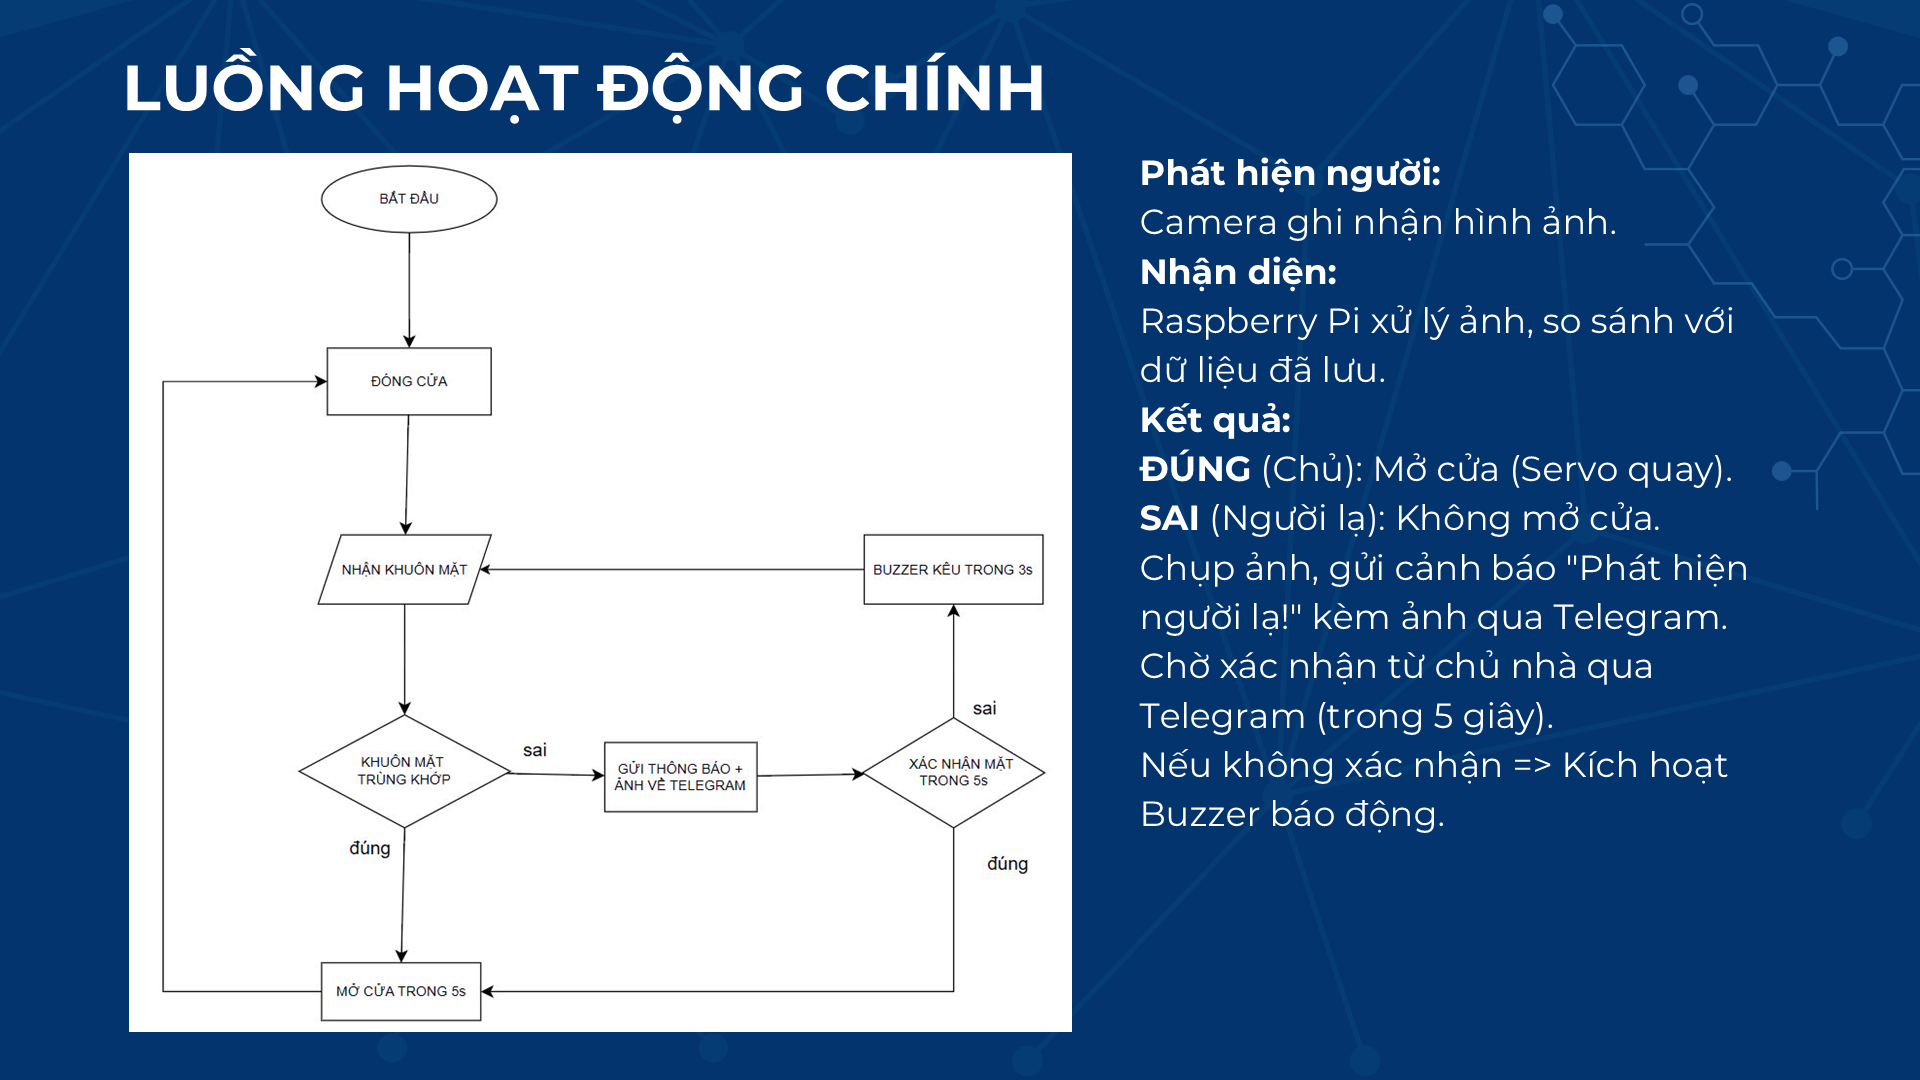 LUỒNG HOẠT ĐỘNG CHÍNH
BẮT ĐẦU
ĐÓNG CỬA
NHẬN KHUÔN MẶT
BUZZER KÊU TRONG 3s
KHUÔN MẶT
TRÙNG KHỚP
sai
GỬI THÔNG BÁO +
ẢNH VỀ TELEGRAM
XÁC NHẬN MẶT
TRONG 5s
sai
đúng
đúng
MỞ CỬA TRONG 5s
Phát hiện người:
Camera ghi nhận hình ảnh.
Nhận diện:
Raspberry Pi xử lý ảnh, so sánh với
dữ liệu đã lưu.
Kết quả:
ĐÚNG (Chủ): Mở cửa (Servo quay).
SAI (Người lạ): Không mở cửa.
Chụp ảnh, gửi cảnh báo "Phát hiện
người lạ!" kèm ảnh qua Telegram.
Chờ xác nhận từ chủ nhà qua
Telegram (trong 5 giây).
Nếu không xác nhận => Kích hoạt
Buzzer báo động.